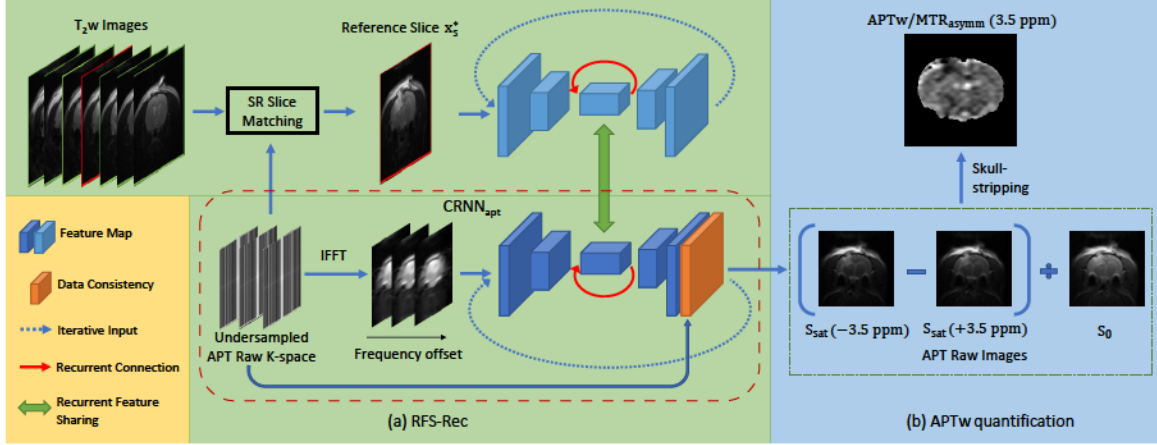 T₂w Images
Reference Slice x*ₛ
SR Slice
Matching
APTw/MTRasymm (3.5 ppm)
Skull-
stripping
Feature Map
Data Consistency
Iterative Input
Recurrent Connection
Recurrent Feature
Sharing
CRNNapt
IFFT
Undersampled
APT Raw K-space
Frequency offset
(a) RFS-Rec
Ssat(−3.5 ppm)
Ssat(+3.5 ppm)
S₀
APT Raw Images
(b) APTw quantification